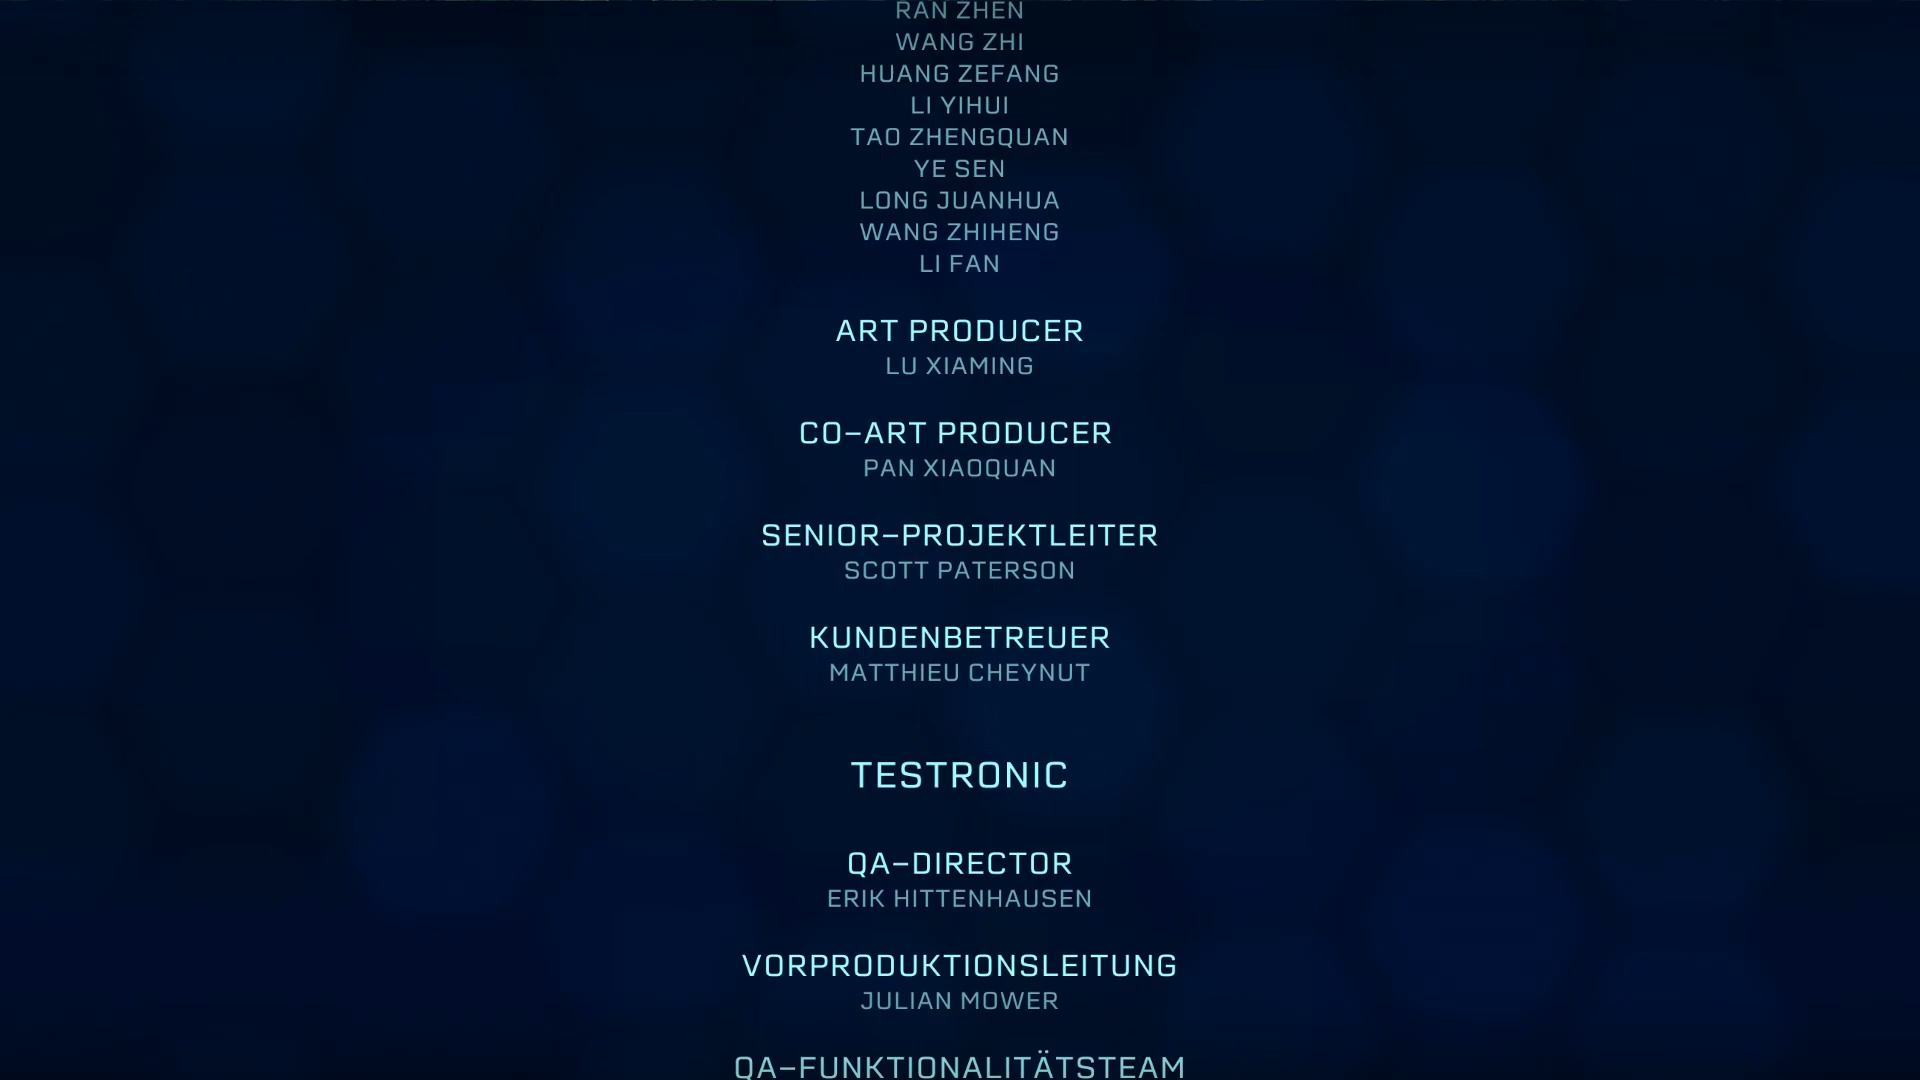 RAN ZHEN
WANG ZHI
HUANG ZEFANG
LI YIHUI
TAO ZHENGQUAN
YE SEN
LONG JUANHUA
WANG ZHIHENG
LI FAN
ART PRODUCER
LU XIAMING
CO-ART PRODUCER
PAN XIAOQUAN
SENIOR-PROJEKTLEITER
SCOTT PATERSON
KUNDENBETREUER
MATTHIEU CHEYNUT
TESTRONIC
QA-DIRECTOR
ERIK HITTENHAUSEN
VORPRODUKTIONSLEITUNG
JULIAN MOWER
QA-FUNKTIONALITÄTSTEAM